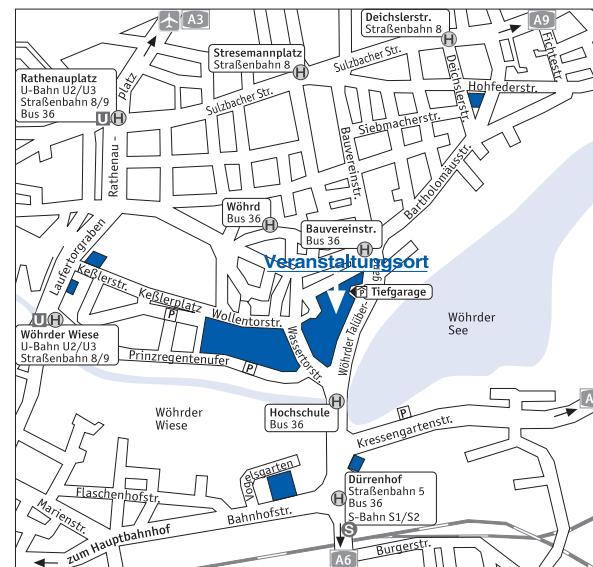 A3
Deichslerstr.
Straßenbahn 8
A9
Fichtestr.
Stresemannplatz
Straßenbahn 8
Sulzbacher Str.
Deichslerstr.
Rathenauplatz
U-Bahn U2/U3
Straßenbahn 8/9
Bus 36
U H
Rathenau-
platz
Sulzbacher Str.
Hohfederstr.
Siebmacherstr.
Bauvereinstr.
Bartholomäusstr.
Wöhrd
Bus 36
H
Bauvereinstr.
Bus 36
H
Veranstaltungsort
Laufertorgraben
Keßlerstr.
Keßlerplatz
P
Wollentorstr.
P
Tiefgarage
Wöhrder
See
U H
Wöhrder Wiese
U-Bahn U2/U3
Straßenbahn 8/9
Prinzregentenufer
P
Wassertorstr.
Wöhrder Talüber-
gang
Wöhrder
Wiese
Hochschule
Bus 36
H
P
Kressengartenstr.
A
Flaschenhofstr.
Marienstr.
Bahnhofstr.
zum Hauptbahnhof
H
Dürrenhof
Straßenbahn 5
Bus 36
S-Bahn S1/S2
S
A6
Burgerstr.